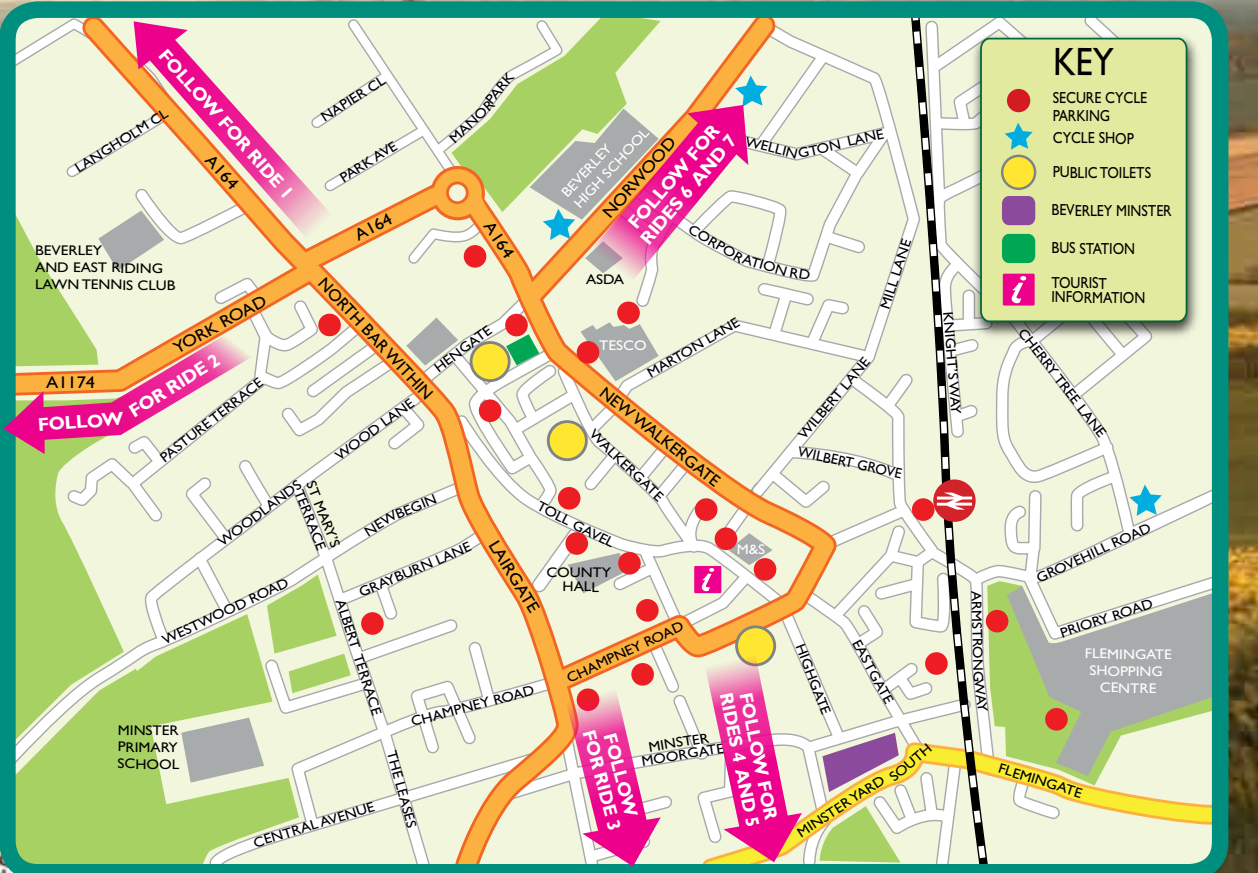 KEY
SECURE CYCLE
PARKING
CYCLE SHOP
PUBLIC TOILETS
BEVERLEY MINSTER
BUS STATION
i
TOURIST
INFORMATION
FOLLOW FOR RIDE 1
LANGHOLM CL
A164
NAPIER CL
PARK AVE
MANOR PARK
BEVERLEY
HIGH SCHOOL
NORWOOD
FOLLOW FOR
RIDES 6 AND 7
WELLINGTON LANE
A164
A164
BEVERLEY
AND EAST RIDING
LAWN TENNIS CLUB
ASDA
CORPORATION RD
MILL LANE
YORK ROAD
NORTH BAR WITHIN
HENGATE
TESCO
MARTON LANE
KNIGHT'S WAY
CHERRY TREE LANE
A1174
FOLLOW FOR RIDE 2
PASTURE TERRACE
WOOD LANE
NEW WALKERGATE
WALKERGATE
WILBERT LANE
WILBERT GROVE
WOODLANDS
ST MARY'S
TERRACE
NEWBEGIN
TOLL GAVEL
LAIRGATE
GRAYBURN LANE
COUNTY
HALL
M&S
i
GROVEHILL ROAD
WESTWOOD ROAD
ALBERT TERRACE
CHAMPNEY ROAD
ARMSTRONGWAY
PRIORY ROAD
HIGHGATE
EASTGATE
FLEMINGATE
SHOPPING
CENTRE
CHAMPNEY ROAD
MINSTER
PRIMARY
SCHOOL
THE LEASES
FOLLOW
FOR RIDE 3
MINSTER
MOORGATE
FOLLOW FOR
RIDES 4 AND 5
MINSTER YARD SOUTH
FLEMINGATE
CENTRAL AVENUE